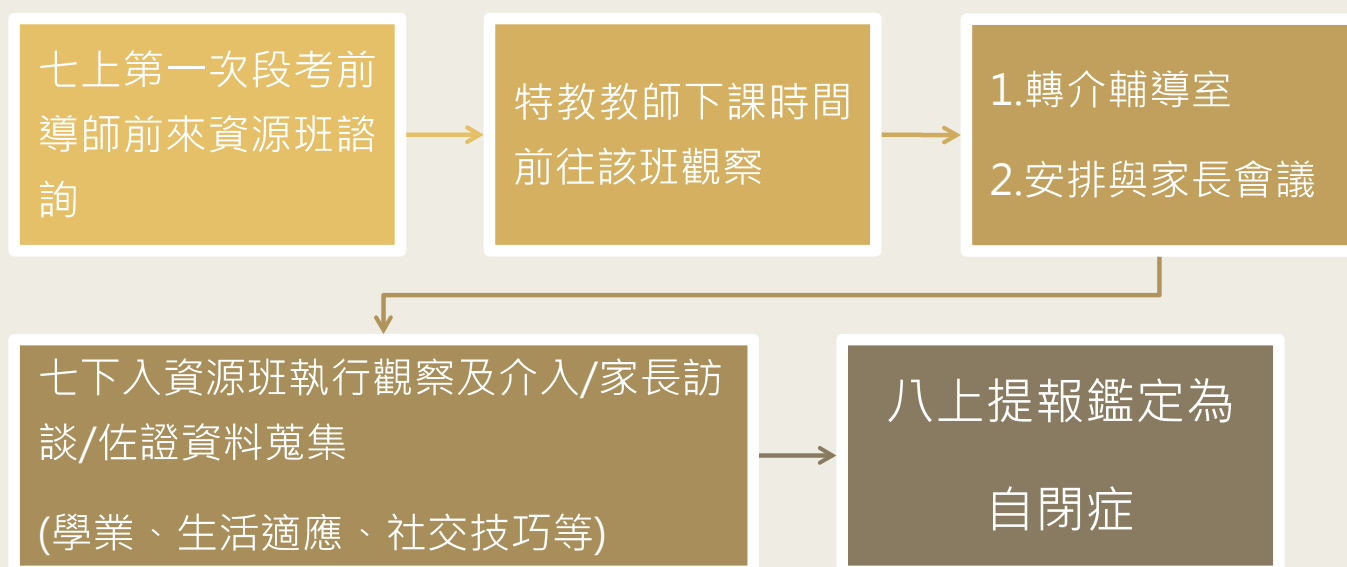 七上第一次段考前
導師前來資源班諮
詢
特教教師下課時間
前往該班觀察
1.轉介輔導室
2.安排與家長會議
七下入資源班執行觀察及介入/家長訪
談/佐證資料蒐集
(學業、生活適應、社交技巧等)
八上提報鑑定為
自閉症